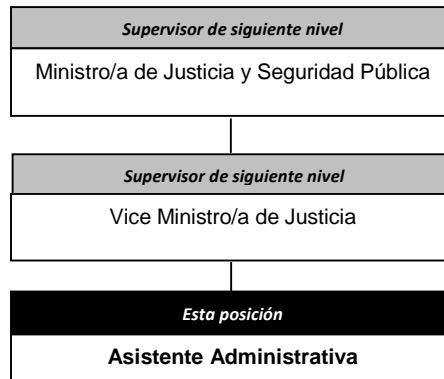 Supervisor de siguiente nivel
Ministro/a de Justicia y Seguridad Pública
Supervisor de siguiente nivel
Vice Ministro/a de Justicia
Esta posición
Asistente Administrativa